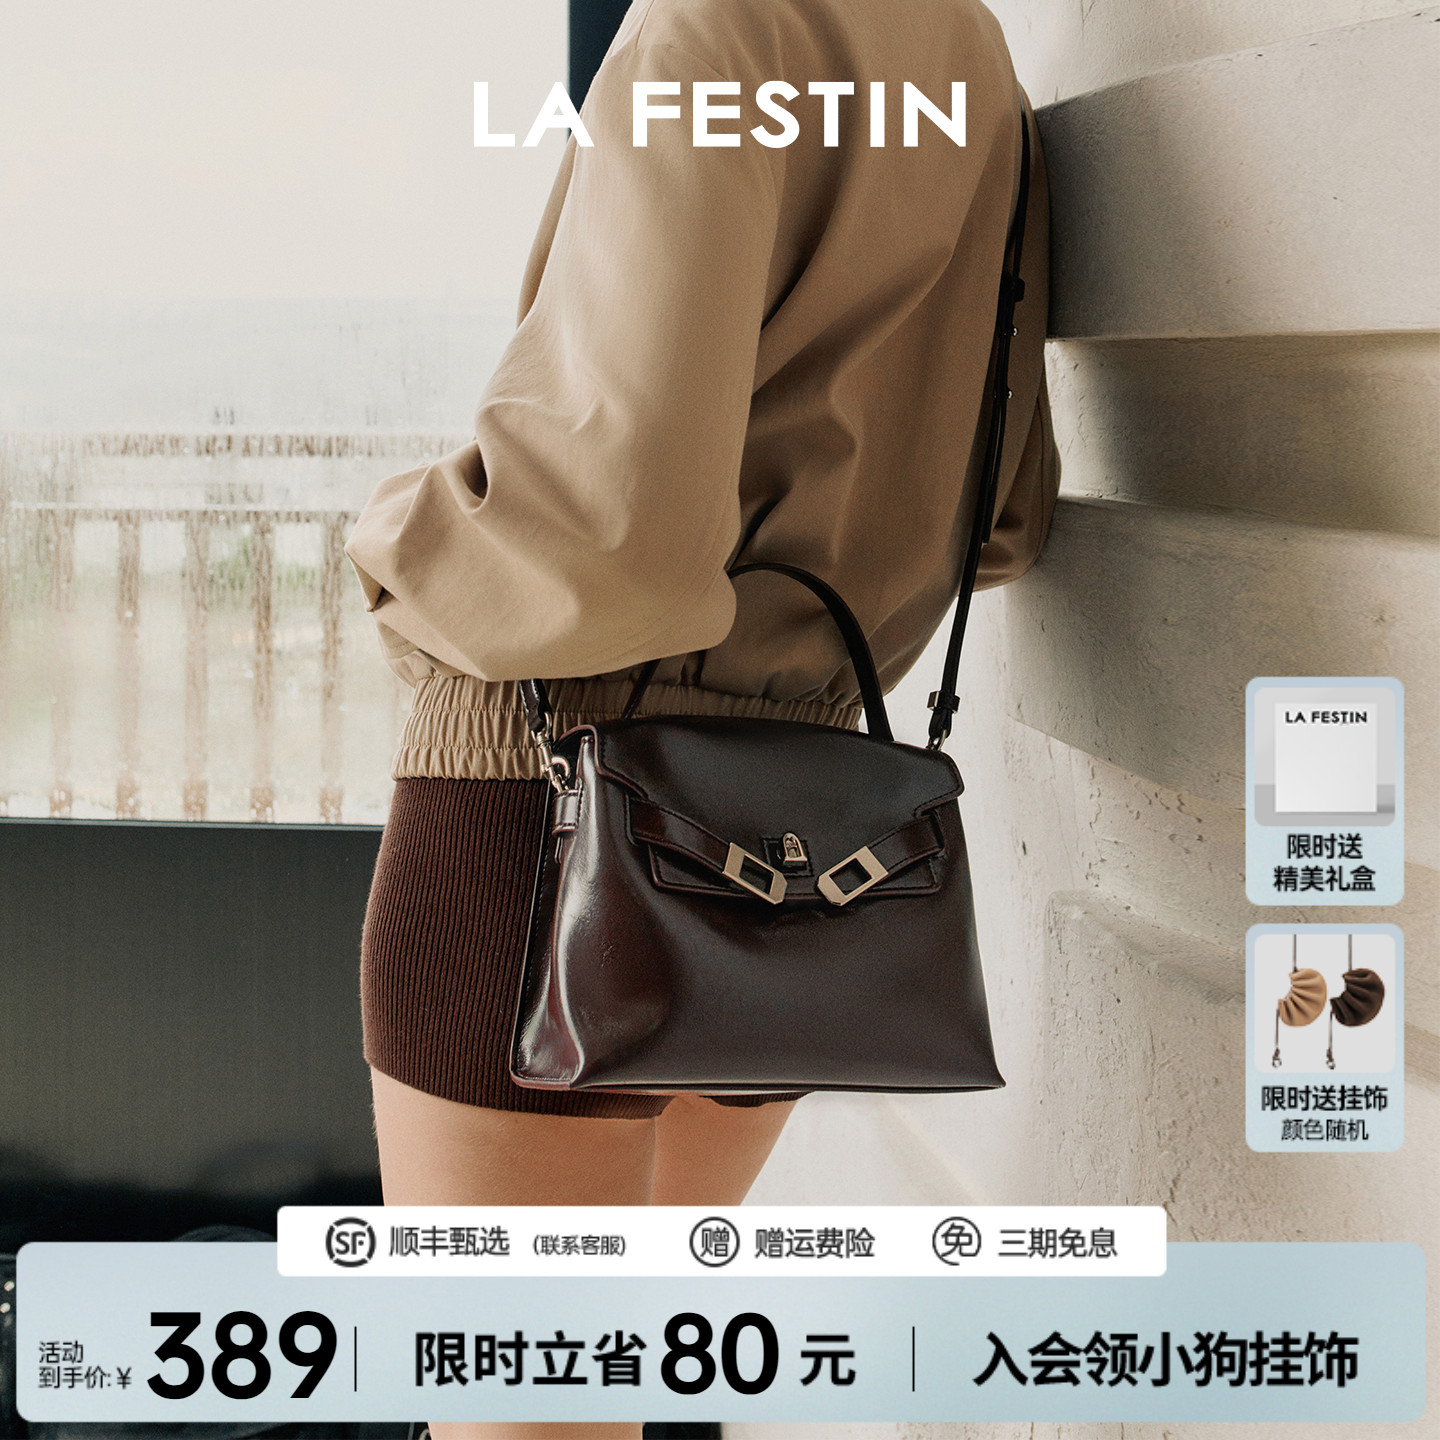 LA FESTIN
LA FESTIN
限时送
精美礼盒
限时送挂饰
颜色随机
SF 顺丰甄选 (联系客服) 赠 赠运费险 免 三期免息
活动
到手价:¥ 389 限时立省80元 入会领小狗挂饰